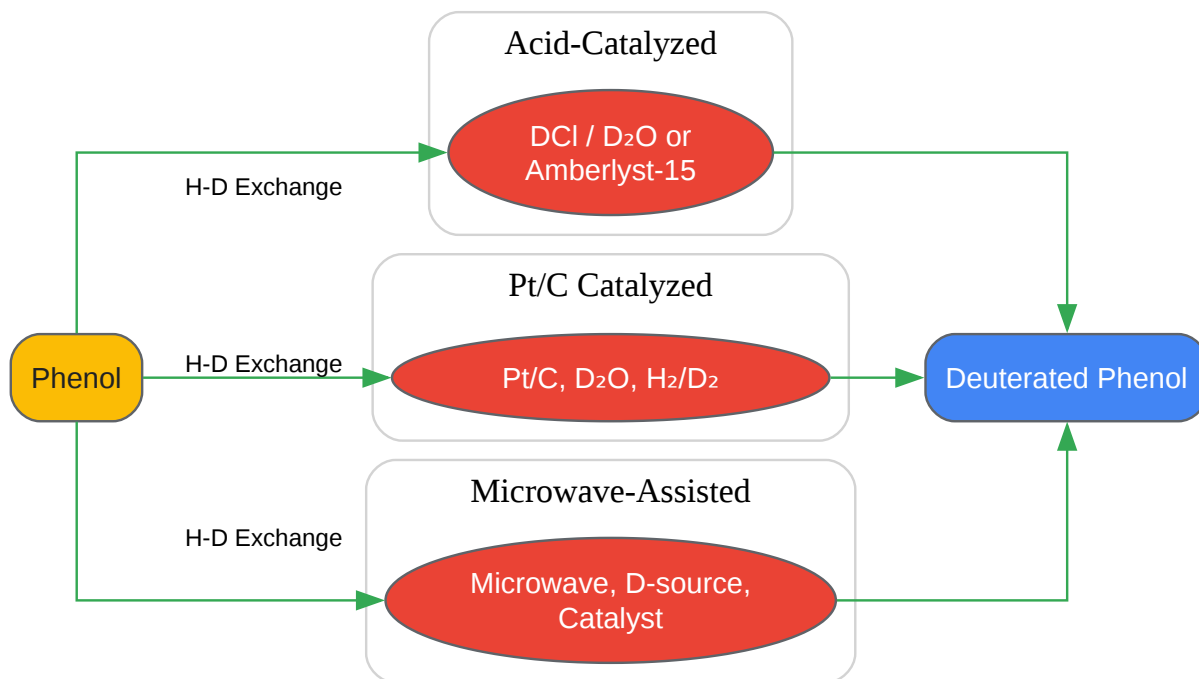 Acid-Catalyzed
DCl / D₂O or
Amberlyst-15
H-D Exchange
Pt/C Catalyzed
Phenol
H-D Exchange
Pt/C, D₂O, H₂/D₂
Deuterated Phenol
Microwave-Assisted
H-D Exchange
Microwave, D-source,
Catalyst